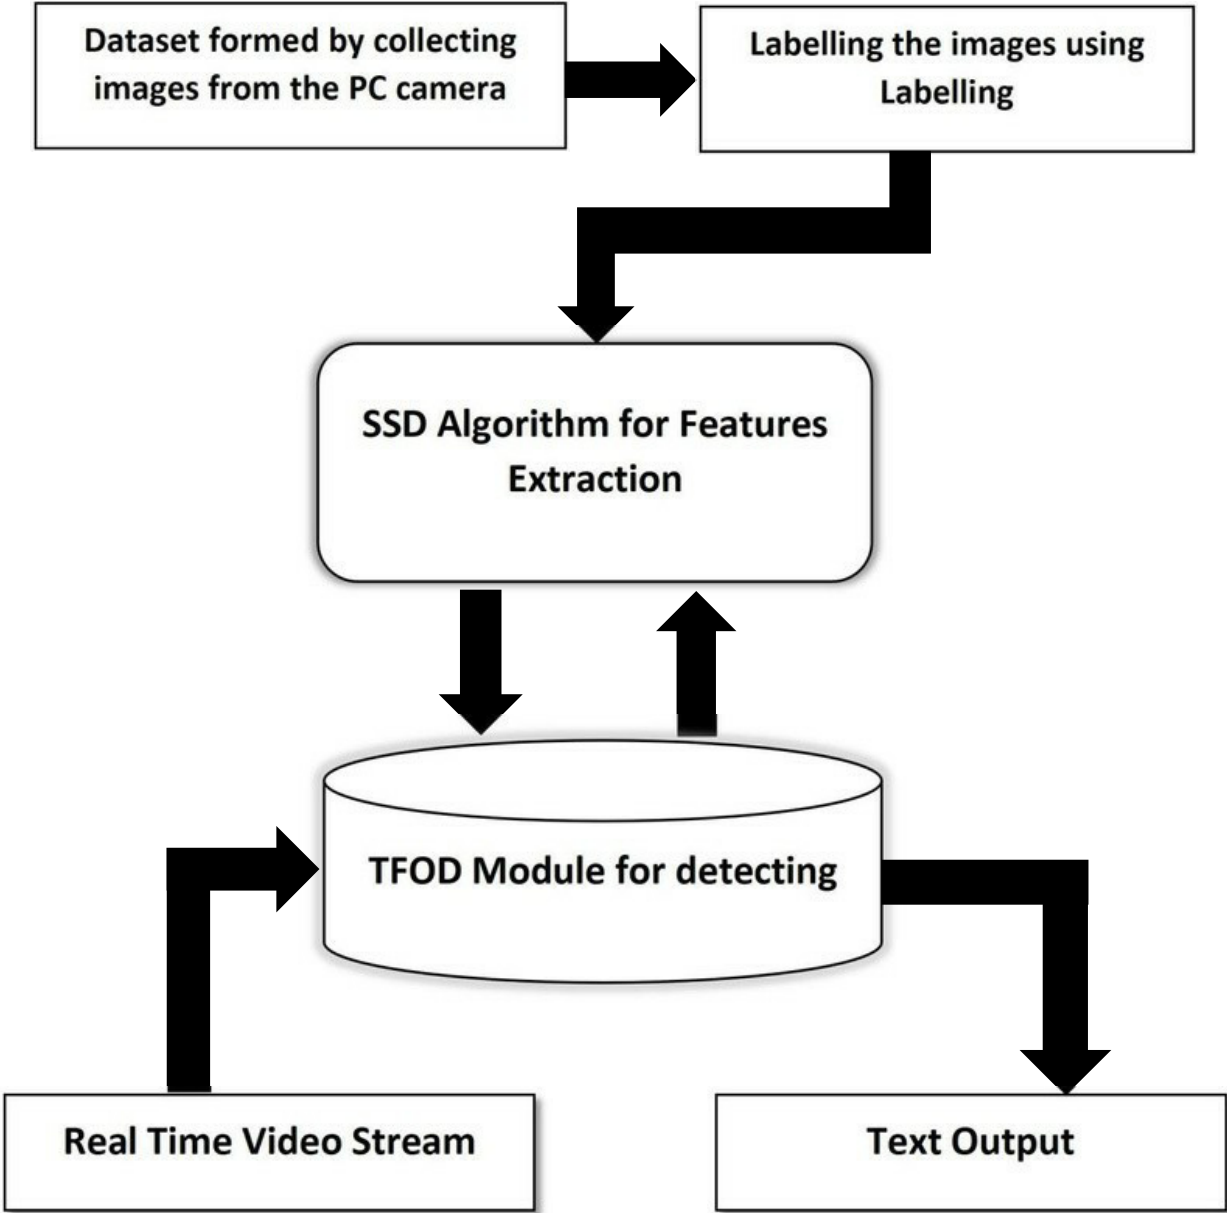 Dataset formed by collecting
images from the PC camera
Labelling the images using
Labelling
SSD Algorithm for Features
Extraction
TFOD Module for detecting
Real Time Video Stream
Text Output